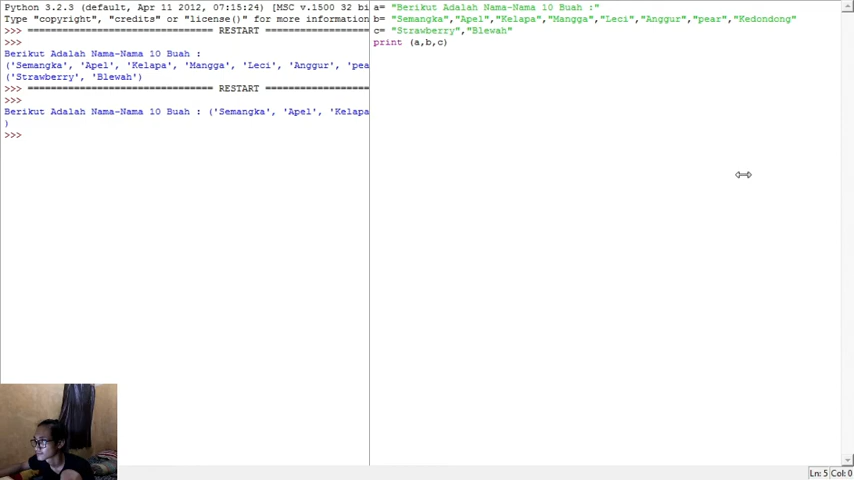 Python 3.2.3 (default, Apr 11 2012, 07:15:24) [MSC v.1500 32 bi
Type "copyright", "credits" or "license()" for more information
>>> ================================ RESTART ==================
>>>
Berikut Adalah Nama-Nama 10 Buah :
('Semangka', 'Apel', 'Kelapa', 'Mangga', 'Leci', 'Anggur', 'pea
('Strawberry', 'Blewah')
>>> ================================ RESTART ==================
>>>
Berikut Adalah Nama-Nama 10 Buah : ('Semangka', 'Apel', 'Kelapa
)
>>>
a= "Berikut Adalah Nama-Nama 10 Buah :"
b= "Semangka","Apel","Kelapa","Mangga","Leci","Anggur","pear","Kedondong"
c= "Strawberry","Blewah"
print (a,b,c)
Ln: 5 Col: 0